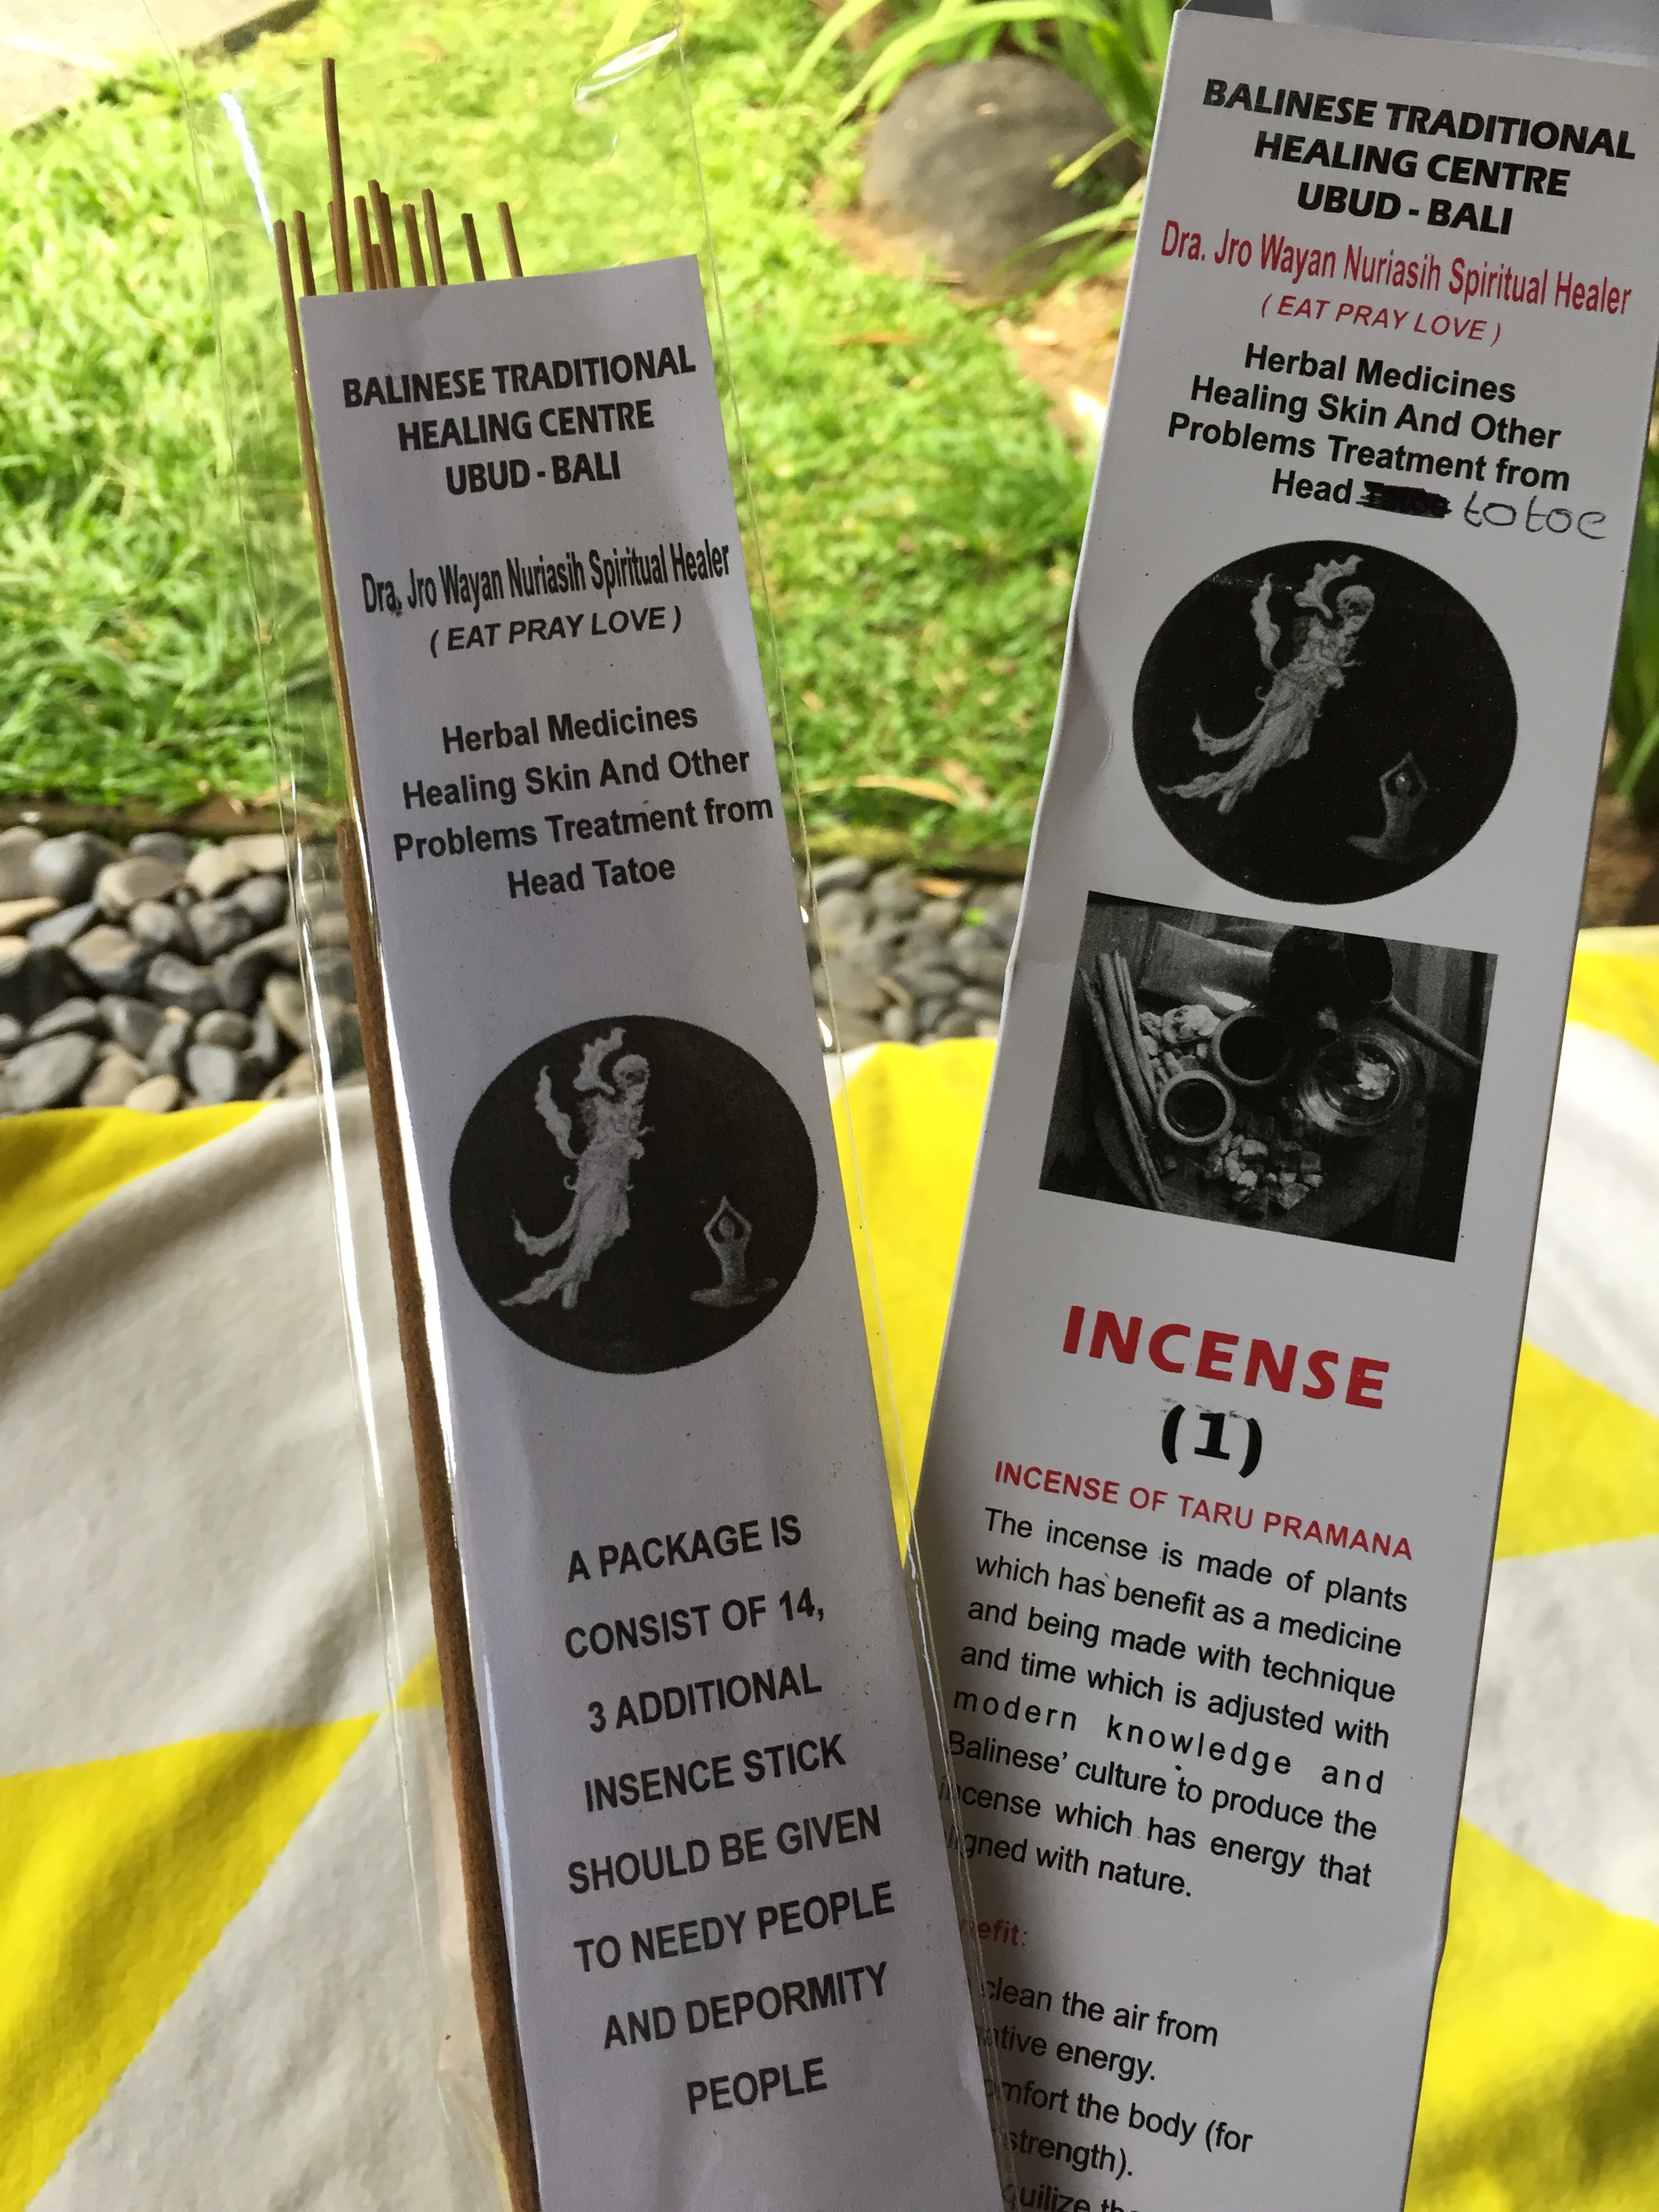 BALINESE TRADITIONAL
HEALING CENTRE
UBUD - BALI
Dra. Jro Wayan Nuriasih Spiritual Healer
( EAT PRAY LOVE )
Herbal Medicines
Healing Skin And Other
Problems Treatment from
Head Tatoe
A PACKAGE IS
CONSIST OF 14,
3 ADDITIONAL
INSENCE STICK
SHOULD BE GIVEN
TO NEEDY PEOPLE
AND DEPORMITY
PEOPLE
BALINESE TRADITIONAL
HEALING CENTRE
UBUD - BALI
Dra. Jro Wayan Nuriasih Spiritual Healer
( EAT PRAY LOVE )
Herbal Medicines
Healing Skin And Other
Problems Treatment from
Head to toe
INCENSE
(1)
INCENSE OF TARU PRAMANA
The incense is made of plants
which has benefit as a medicine
and being made with technique
and time which is adjusted with
modern knowledge and
Balinese' culture to produce the
incense which has energy that
with nature.
clean the air from
energy.
the body (for
strength).